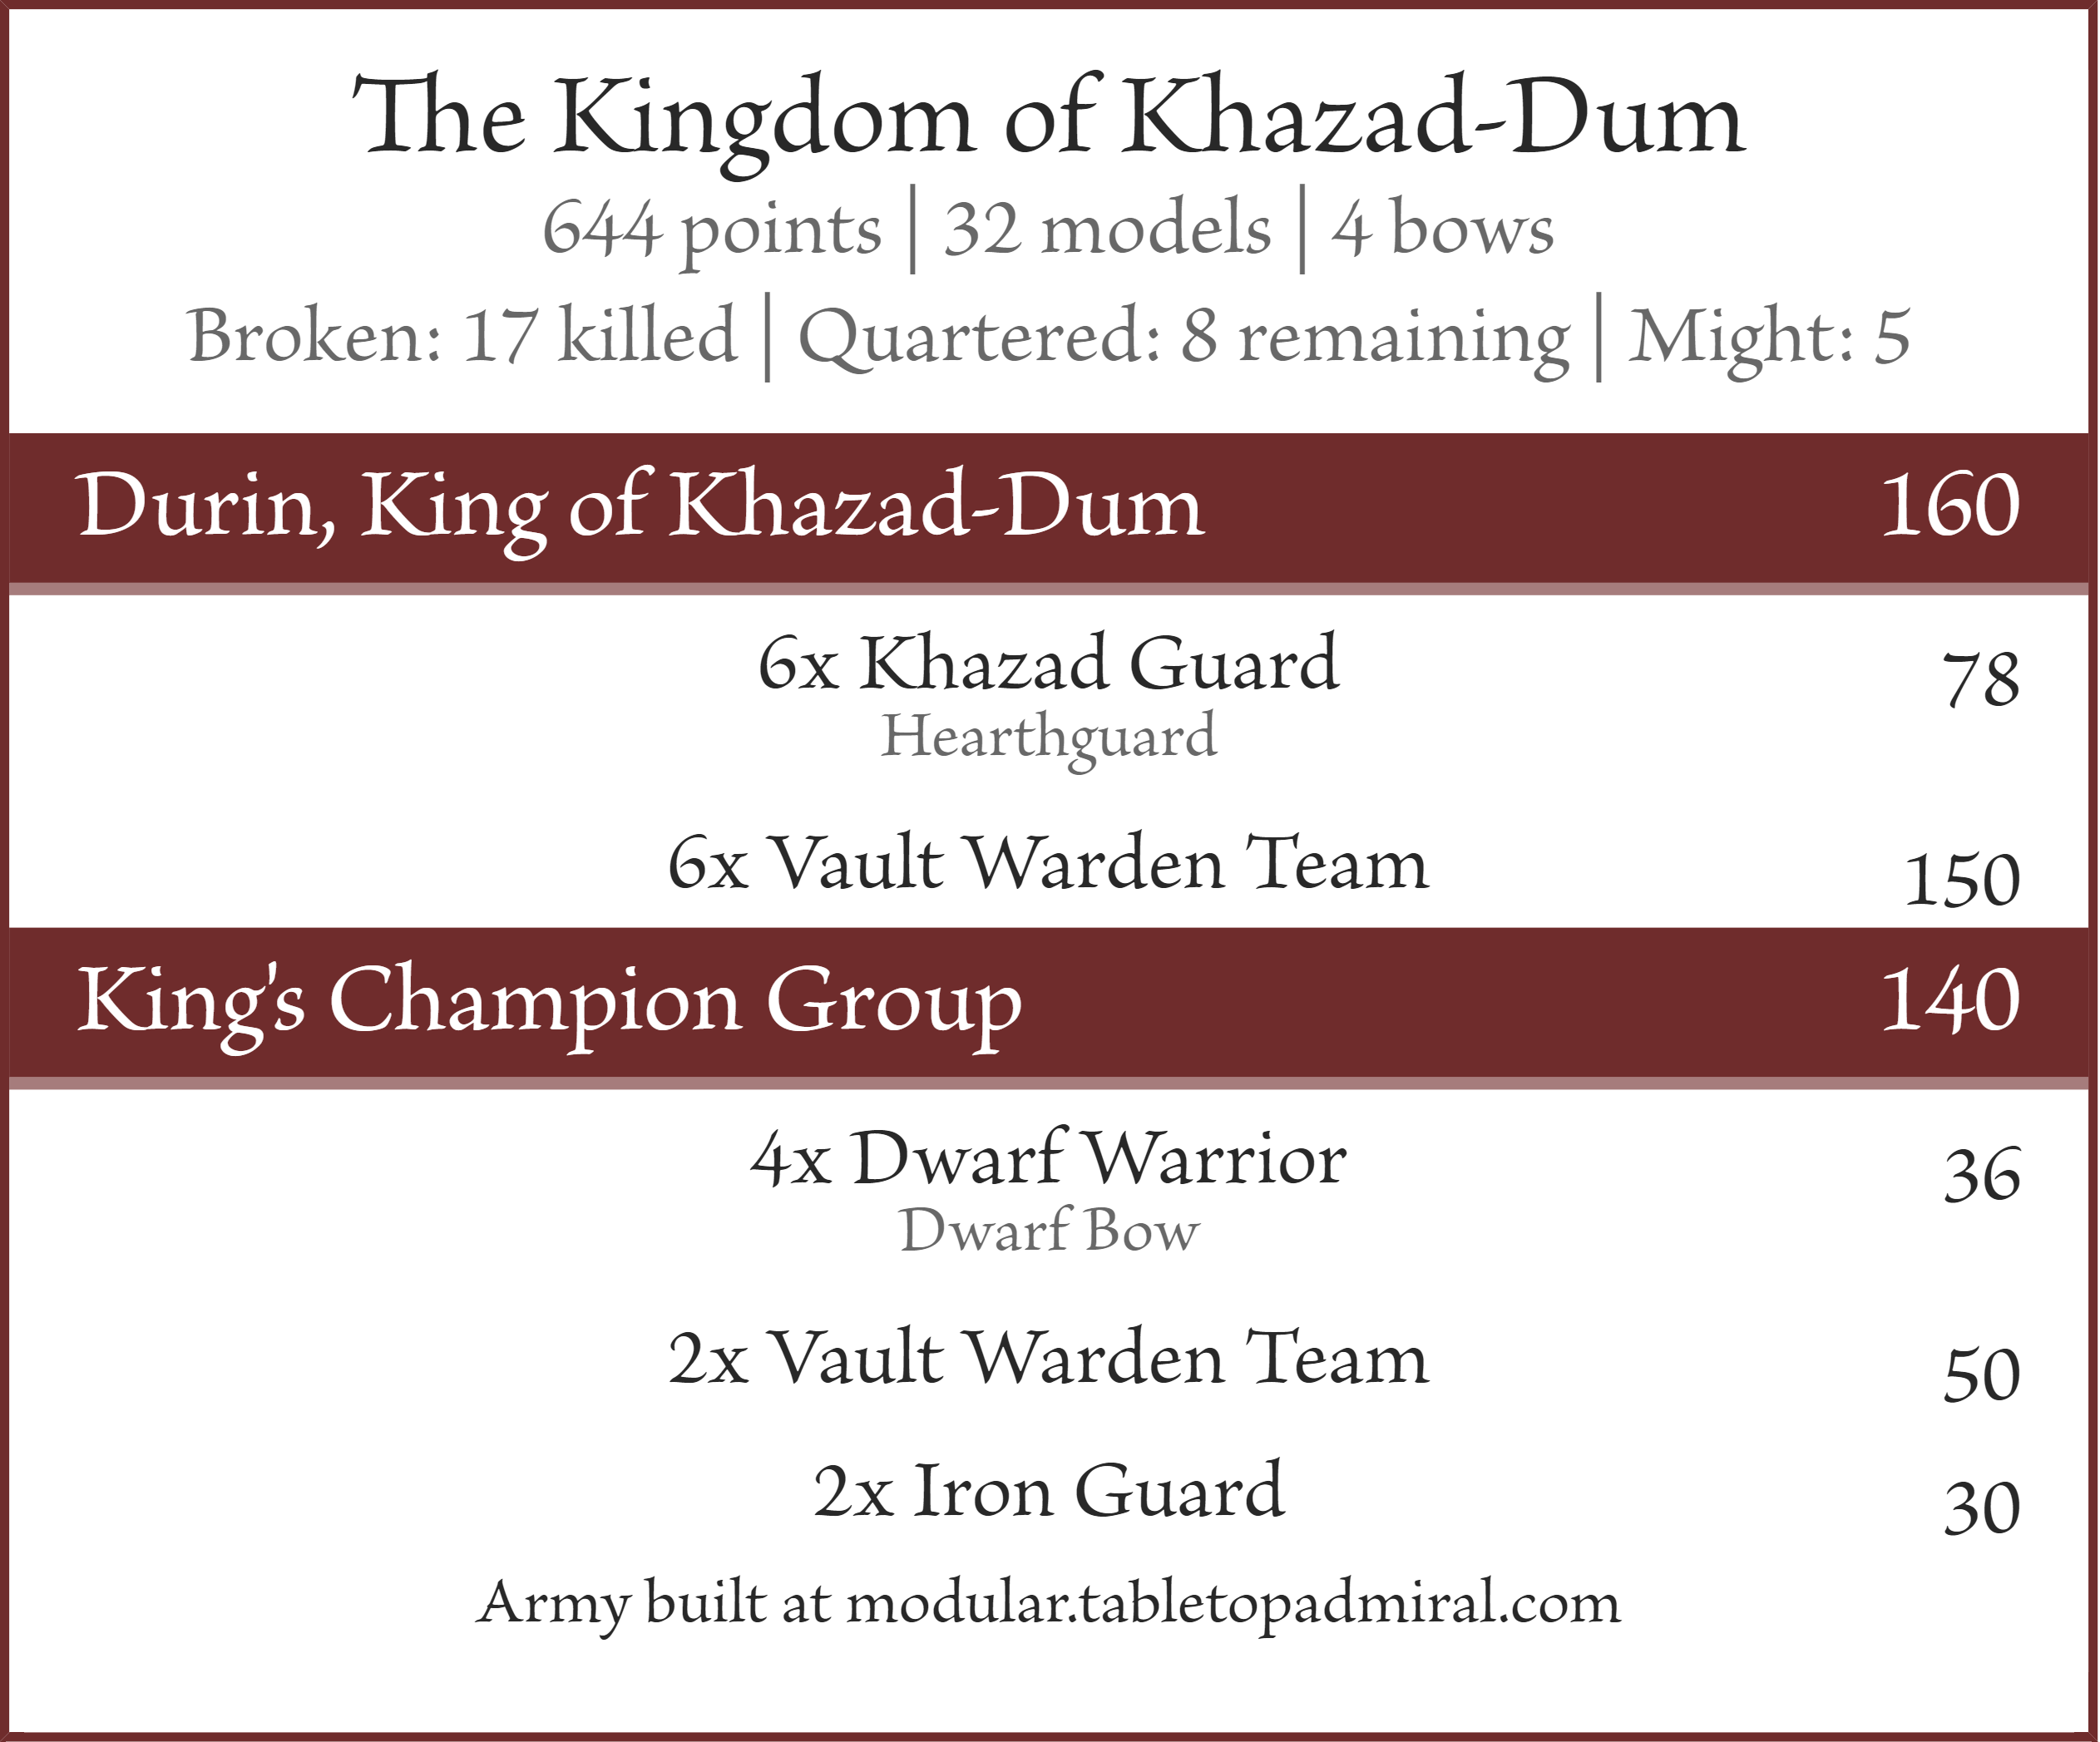 The Kingdom of Khazad-Dum
644 points | 32 models | 4 bows
Broken: 17 killed | Quartered: 8 remaining | Might: 5
Durin, King of Khazad-Dum 160
6x Khazad Guard 78
Hearthguard
6x Vault Warden Team 150
King's Champion Group 140
4x Dwarf Warrior 36
Dwarf Bow
2x Vault Warden Team 50
2x Iron Guard 30
Army built at modular.tabletopadmiral.com